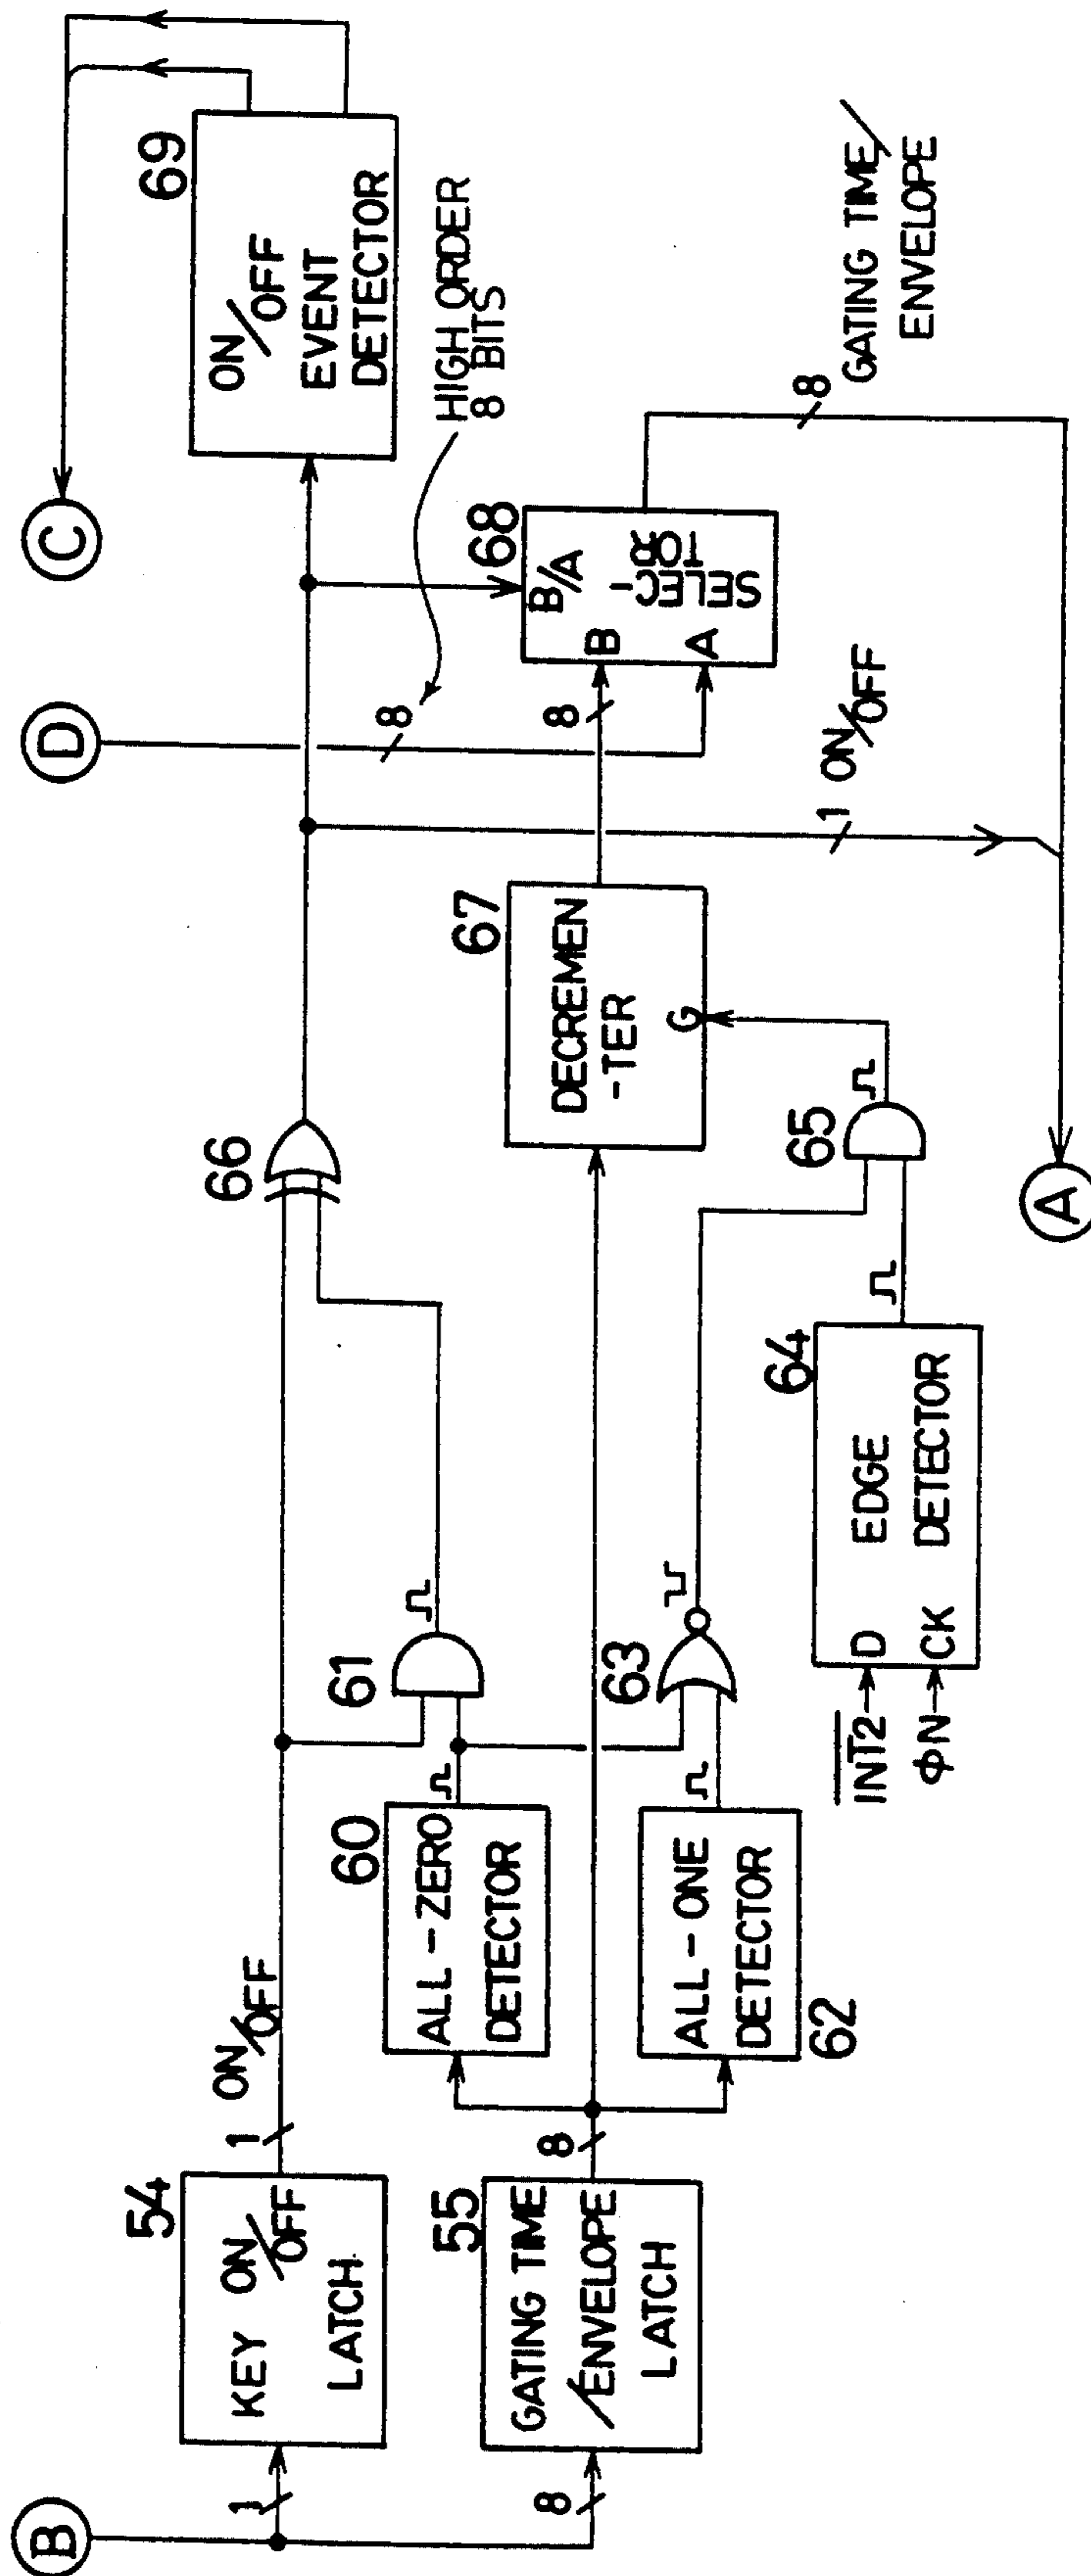 B
1
8
54
KEY ON/OFF
LATCH
1 ON/OFF
55
GATING TIME
/ENVELOPE
LATCH
8
60
ALL-ZERO
DETECTOR
61
ALL-ONE
DETECTOR
62
63
INT2
ΦN
D
CK
EDGE
DETECTOR
64
65
66
67
DECREMEN
-TER
G
A
1 ON/OFF
D
8
HIGH ORDER
8 BITS
8
68
B/A
B
A
SELEC-
TOR
8
GATING TIME/
ENVELOPE
C
69
ON/OFF
EVENT
DETECTOR